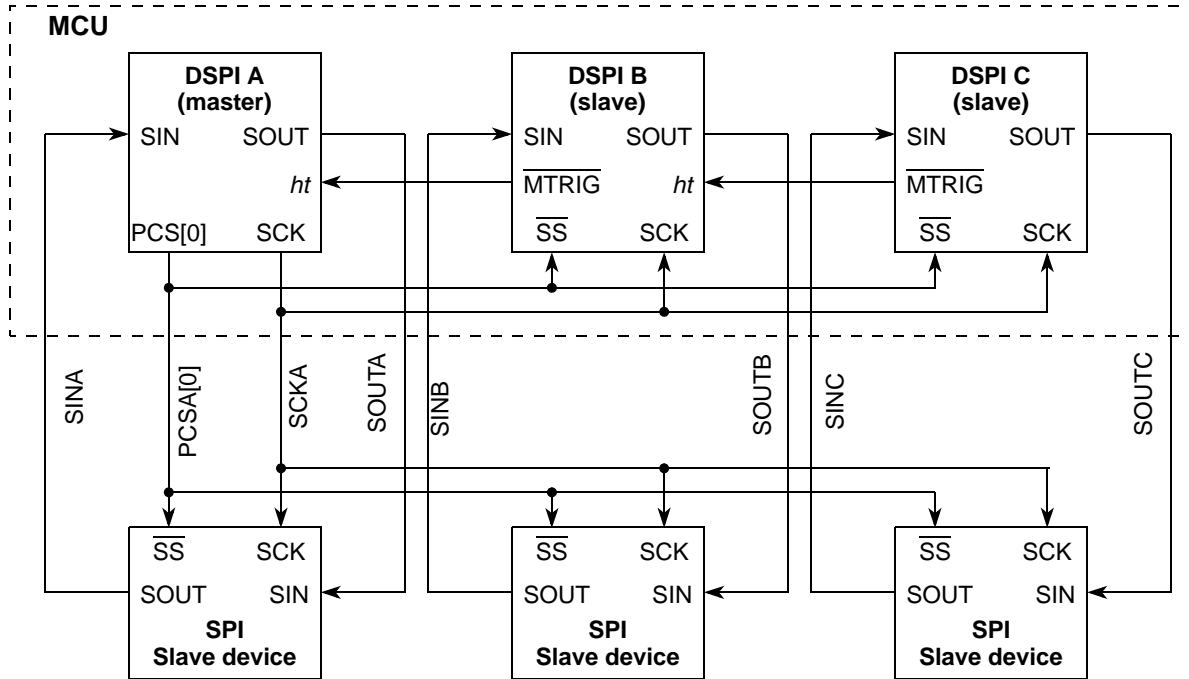 MCU
DSPI A
(master)
SIN SOUT
ht
PCS[0] SCK
DSPI B
(slave)
SIN SOUT
MTRIG ht
SS SCK
DSPI C
(slave)
SIN SOUT
MTRIG
SS SCK
SINA
PCSA[0]
SCKA
SOUTA
SINB
SOUTB
SINC
SOUTC
SS SCK
SOUT SIN
SPI
Slave device
SS SCK
SOUT SIN
SPI
Slave device
SS SCK
SOUT SIN
SPI
Slave device